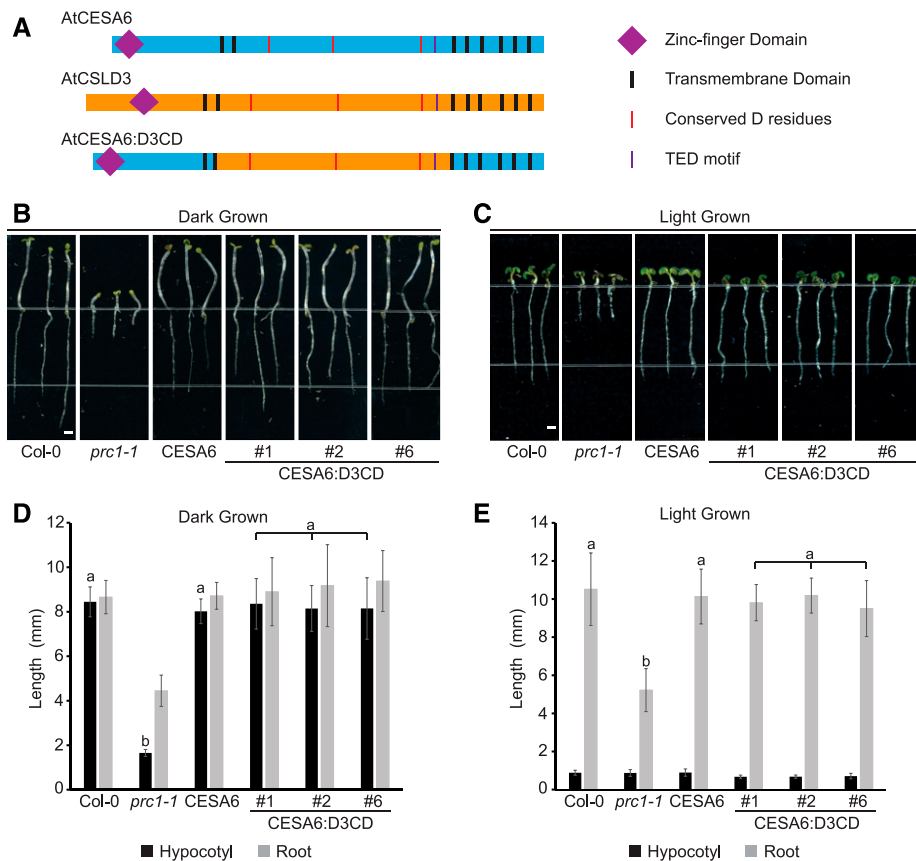 A
AtCESA6
AtCSLD3
AtCESA6:D3CD
Zinc-finger Domain
Transmembrane Domain
Conserved D residues
TED motif
B
Dark Grown
Col-0
prc1-1
CESA6
#1
#2
#6
CESA6:D3CD
C
Light Grown
Col-0
prc1-1
CESA6
#1
#2
#6
CESA6:D3CD
D
Dark Grown
Length (mm)
12
10
8
6
4
2
0
a
b
a
a
Col-0
prc1-1
CESA6
#1
#2
#6
CESA6:D3CD
Hypocotyl
Root
E
Light Grown
Length (mm)
14
12
10
8
6
4
2
0
a
b
a
a
Col-0
prc1-1
CESA6
#1
#2
#6
CESA6:D3CD
Hypocotyl
Root